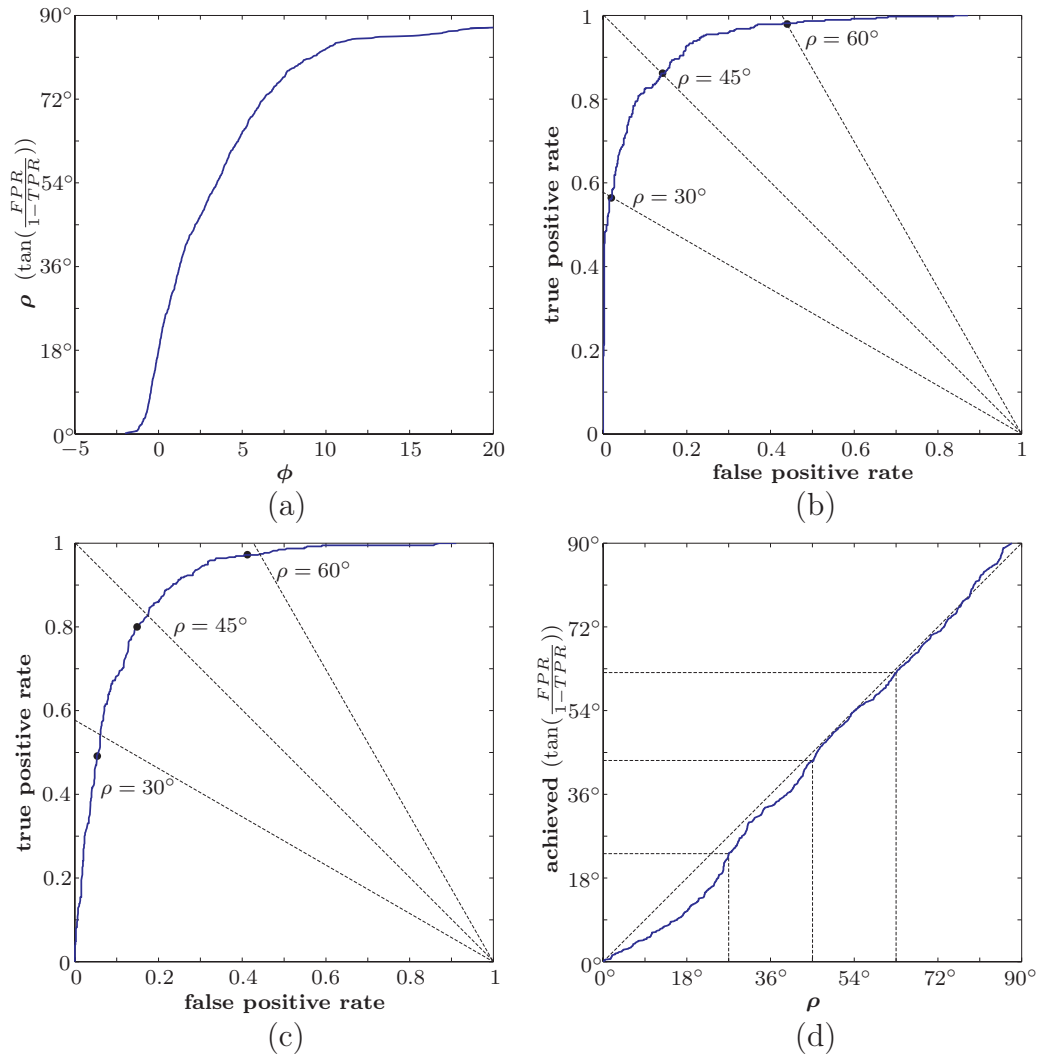 90°
72°
54°
36°
18°
0°
ρ (tan(FPR/1−TPR))
−5
0
5
10
15
20
ϕ
(a)
1
0.8
0.6
0.4
0.2
0
true positive rate
ρ = 60°
ρ = 45°
ρ = 30°
0
0.2
0.4
0.6
0.8
1
false positive rate
(b)
1
0.8
0.6
0.4
0.2
0
true positive rate
ρ = 60°
ρ = 45°
ρ = 30°
0
0.2
0.4
0.6
0.8
1
false positive rate
(c)
90°
72°
54°
36°
18°
0°
achieved (tan(FPR/1−TPR))
0°
18°
36°
54°
72°
90°
ρ
(d)